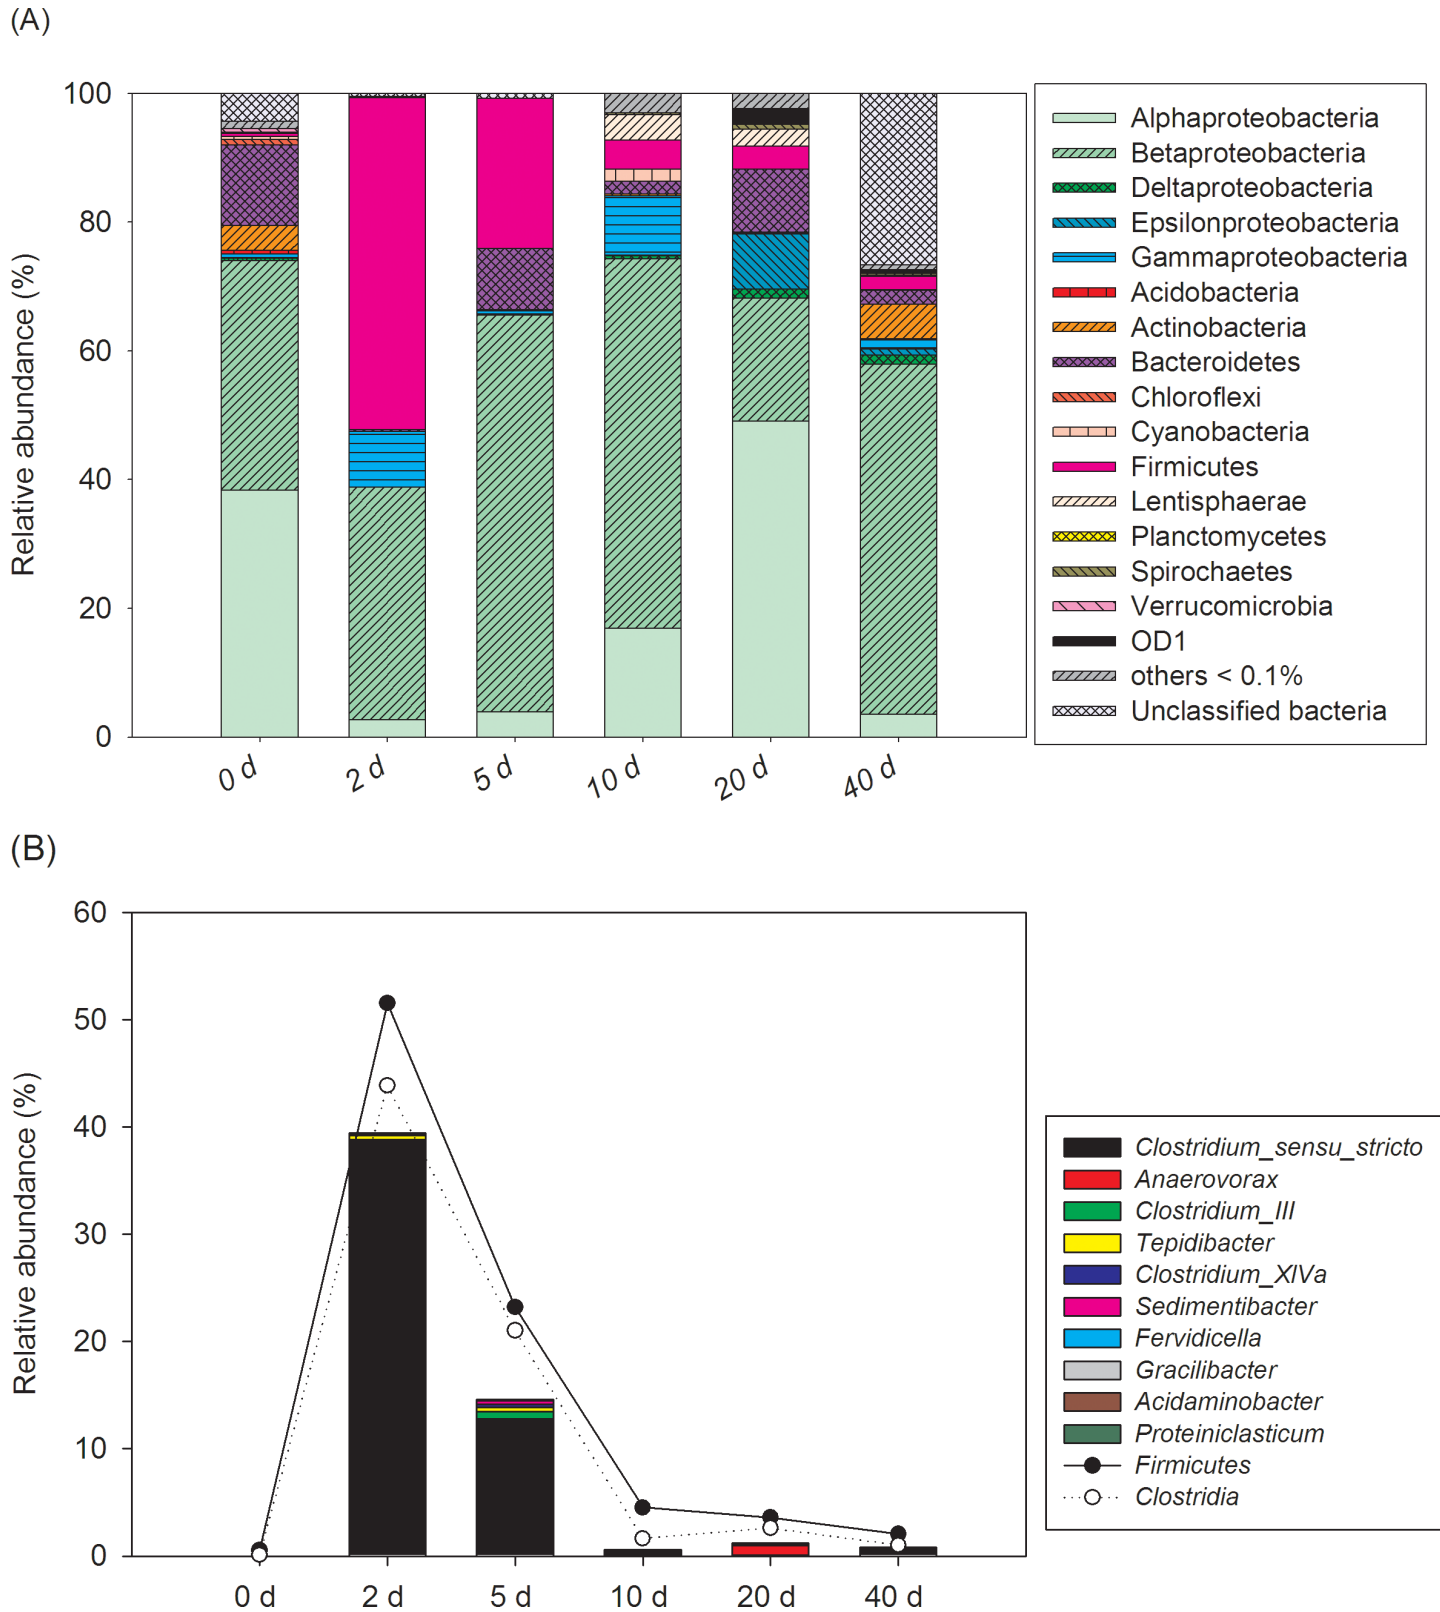 (A)
100
80
60
40
20
0
Relative abundance (%)
0 d
2 d
5 d
10 d
20 d
40 d
Alphaproteobacteria
Betaproteobacteria
Deltaproteobacteria
Epsilonproteobacteria
Gammaproteobacteria
Acidobacteria
Actinobacteria
Bacteroidetes
Chloroflexi
Cyanobacteria
Firmicutes
Lentisphaerae
Planctomycetes
Spirochaetes
Verrucomicrobia
OD1
others < 0.1%
Unclassified bacteria
(B)
60
50
40
30
20
10
0
Relative abundance (%)
0 d
2 d
5 d
10 d
20 d
40 d
Clostridium_sensu_stricto
Anaerovorax
Clostridium_III
Tepidibacter
Clostridium_XIVa
Sedimentibacter
Fervidicella
Gracilibacter
Acidaminobacter
Proteiniclasticum
Firmicutes
Clostridia